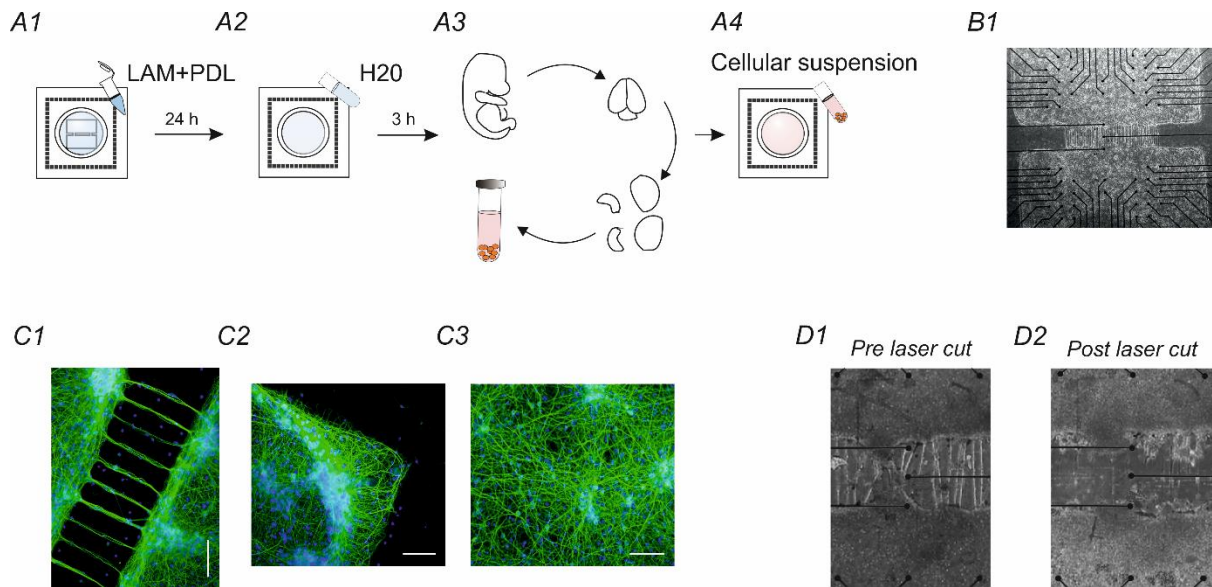 A1
A2
A3
A4
B1
LAM+PDL
H20
Cellular suspension
24 h
3 h
C1
C2
C3
D1
D2
Pre laser cut
Post laser cut